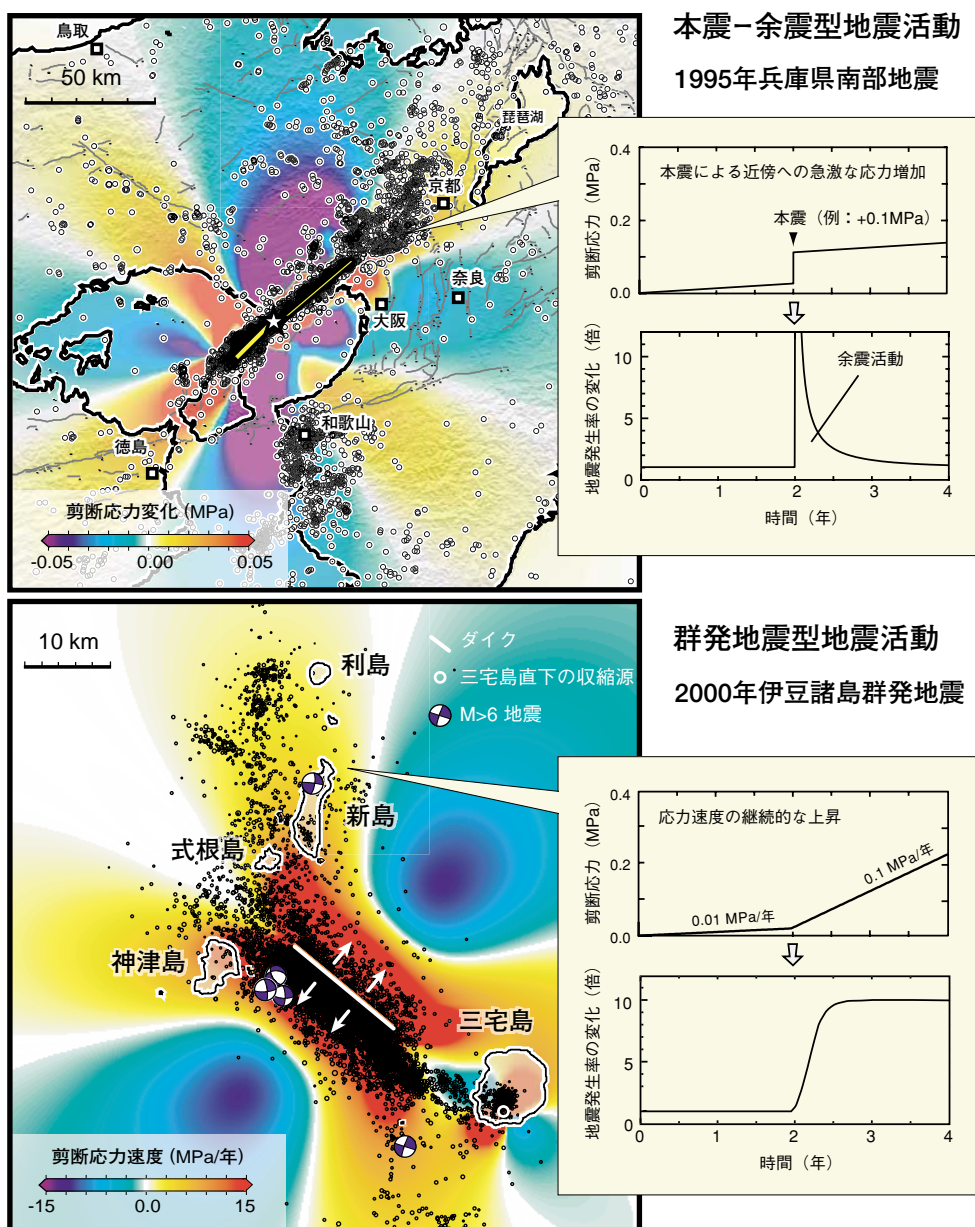 本震−余震型地震活動
1995年兵庫県南部地震
鳥取
50 km
琵琶湖
京都
奈良
大阪
和歌山
徳島
剪断応力変化 (MPa)
-0.05 0.00 0.05
剪断応力 (MPa)
0.4
0.2
0.0
本震による近傍への急激な応力増加
本震（例：+0.1MPa）
地震発生率の変化（倍）
10
5
0
余震活動
0 1 2 3 4
時間（年）
群発地震型地震活動
2000年伊豆諸島群発地震
10 km
ダイク
三宅島直下の収縮源
M>6 地震
利島
新島
式根島
神津島
三宅島
剪断応力速度 (MPa/年)
-15 0.0 15
剪断応力 (MPa)
0.4
0.2
0.0
応力速度の継続的な上昇
0.01 MPa/年
0.1 MPa/年
地震発生率の変化（倍）
10
5
0
0 1 2 3 4
時間（年）